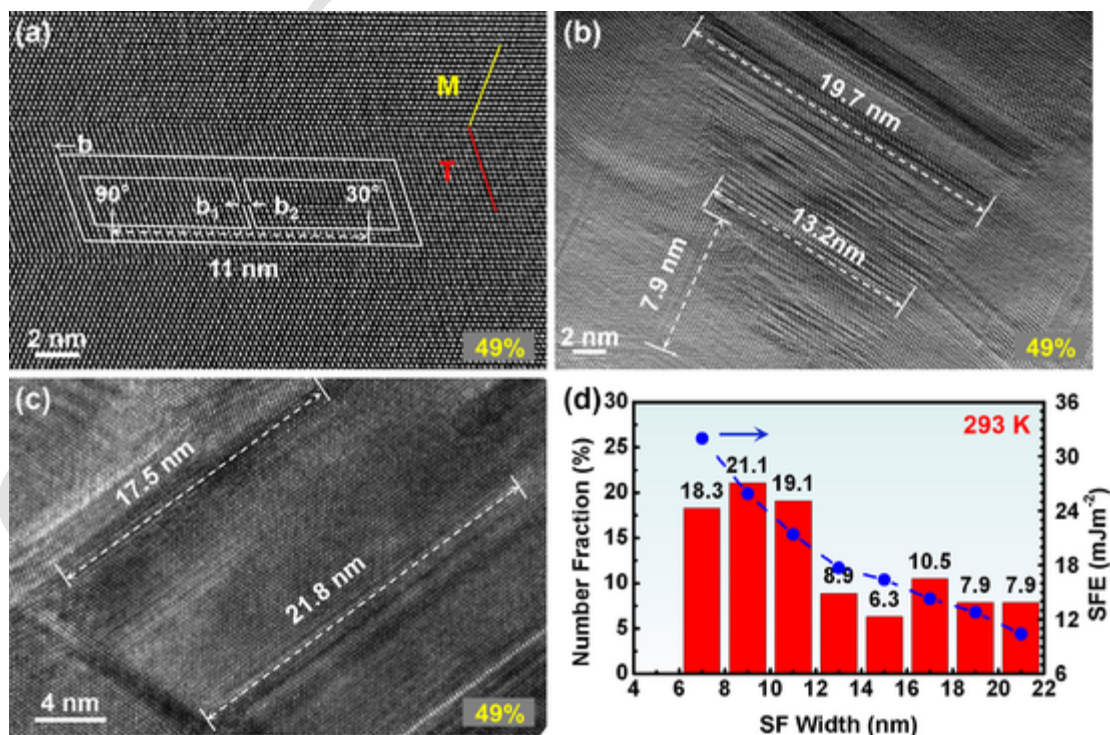 (a)
M
T
←b
90°
30°
b₁
b₂
11 nm
2 nm
49%
(b)
19.7 nm
13.2nm
7.9 nm
2 nm
49%
(c)
17.5 nm
21.8 nm
4 nm
49%
(d)
293 K
Number Fraction (%)
30
25
20
15
10
5
0
18.3
21.1
19.1
8.9
6.3
10.5
7.9
7.9
36
30
24
18
12
6
SFE (mJm⁻²)
4 6 8 10 12 14 16 18 20 22
SF Width (nm)